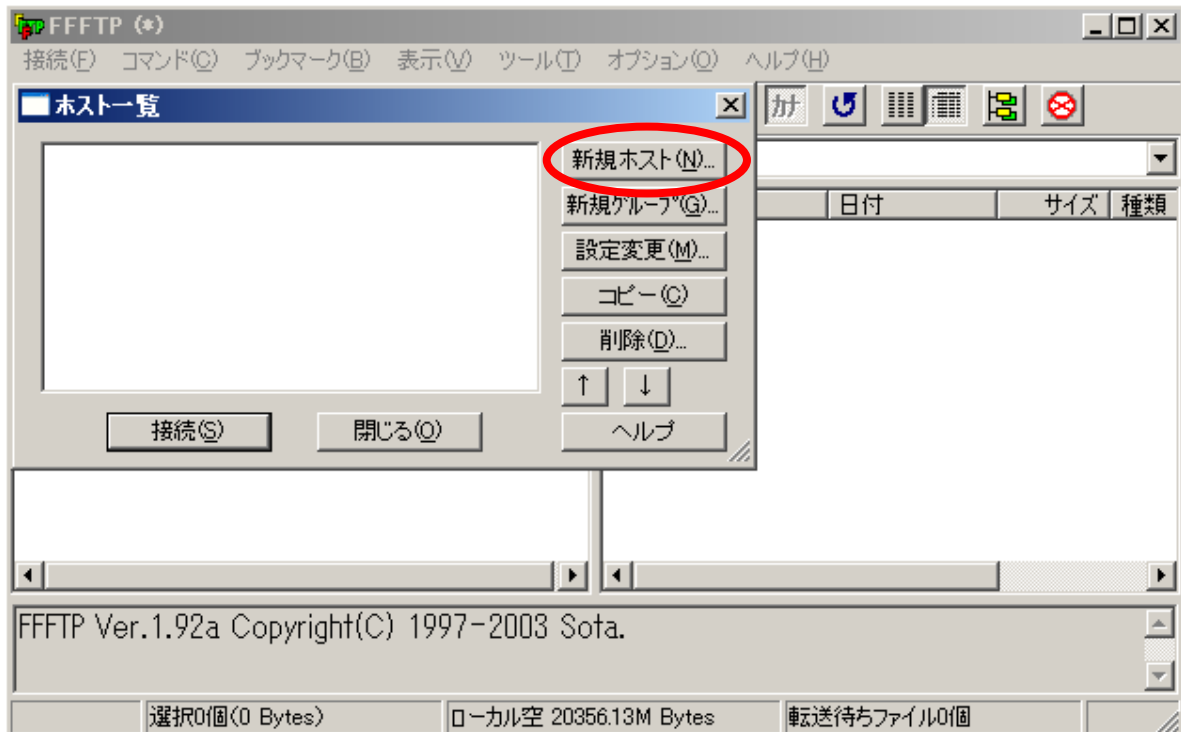 FFFTP (*)
接続(F) コマンド(C) ブックマーク(B) 表示(V) ツール(T) オプション(O) ヘルプ(H)
ホスト一覧
カナ
新規ホスト(N)...
新規グループ(G)...
日付 サイズ 種類
設定変更(M)...
コピー(C)
削除(D)...
↑ ↓
接続(S) 閉じる(O) ヘルプ
FFFTP Ver.1.92a Copyright(C) 1997-2003 Sota.
選択0個(0 Bytes) ローカル空 20356.13M Bytes 転送待ちファイル0個